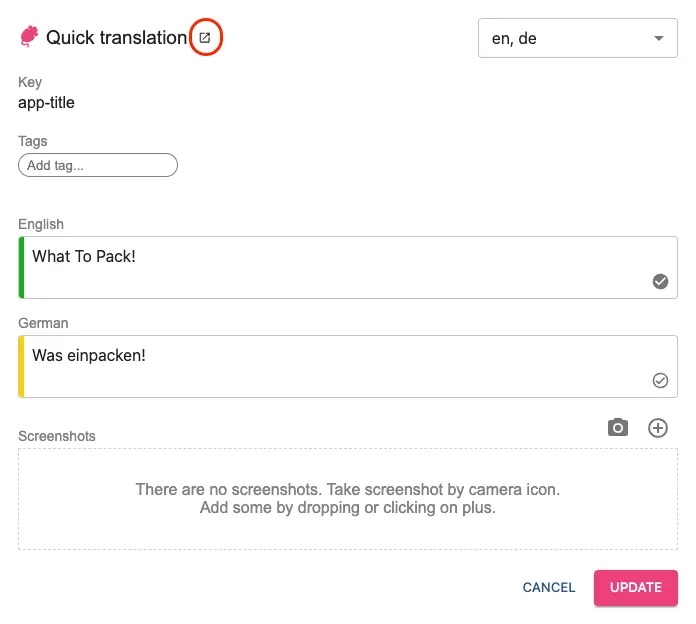 Quick translation
en, de
Key
app-title
Tags
Add tag...
English
What To Pack!
German
Was einpacken!
Screenshots
There are no screenshots. Take screenshot by camera icon.
Add some by dropping or clicking on plus.
CANCEL
UPDATE